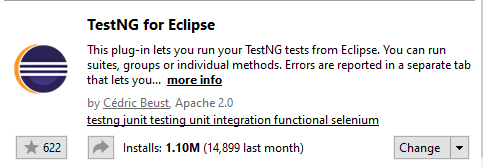 TestNG for Eclipse
This plug-in lets you run your TestNG tests from Eclipse. You can run
suites, groups or individual methods. Errors are reported in a separate tab
that lets you... more info
by Cédric Beust, Apache 2.0
testng junit testing unit integration functional selenium
622 Installs: 1.10M (14,899 last month) Change